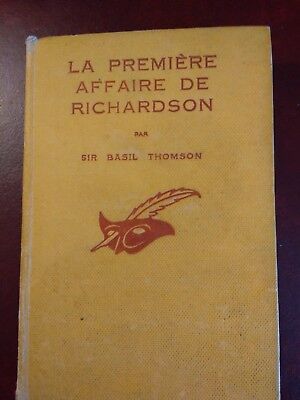 LA PREMIÈRE
AFFAIRE DE
RICHARDSON
PAR
SIR BASIL THOMSON